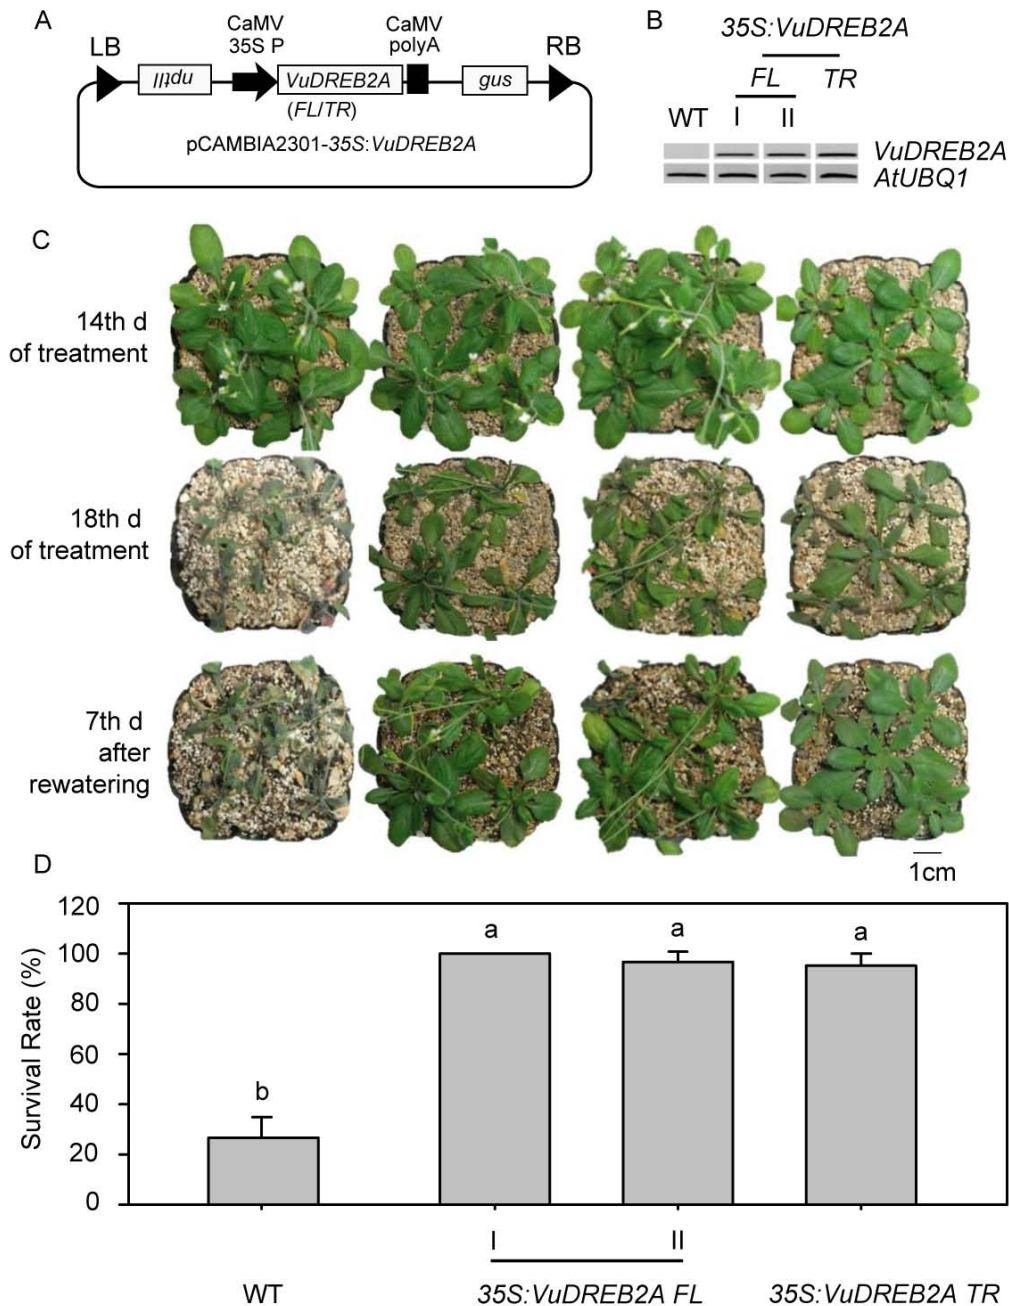 A
LB
CaMV
35S P
CaMV
polyA
RB
nptII
VuDREB2A
gus
(FL/TR)
pCAMBIA2301-35S:VuDREB2A
B
35S:VuDREB2A
FL
TR
WT
I
II
VuDREB2A
AtUBQ1
C
14th d
of treatment
18th d
of treatment
7th d
after
rewatering
1cm
D
Survival Rate (%)
120
100
80
60
40
20
0
b
a
a
a
I
II
WT
35S:VuDREB2A FL
35S:VuDREB2A TR